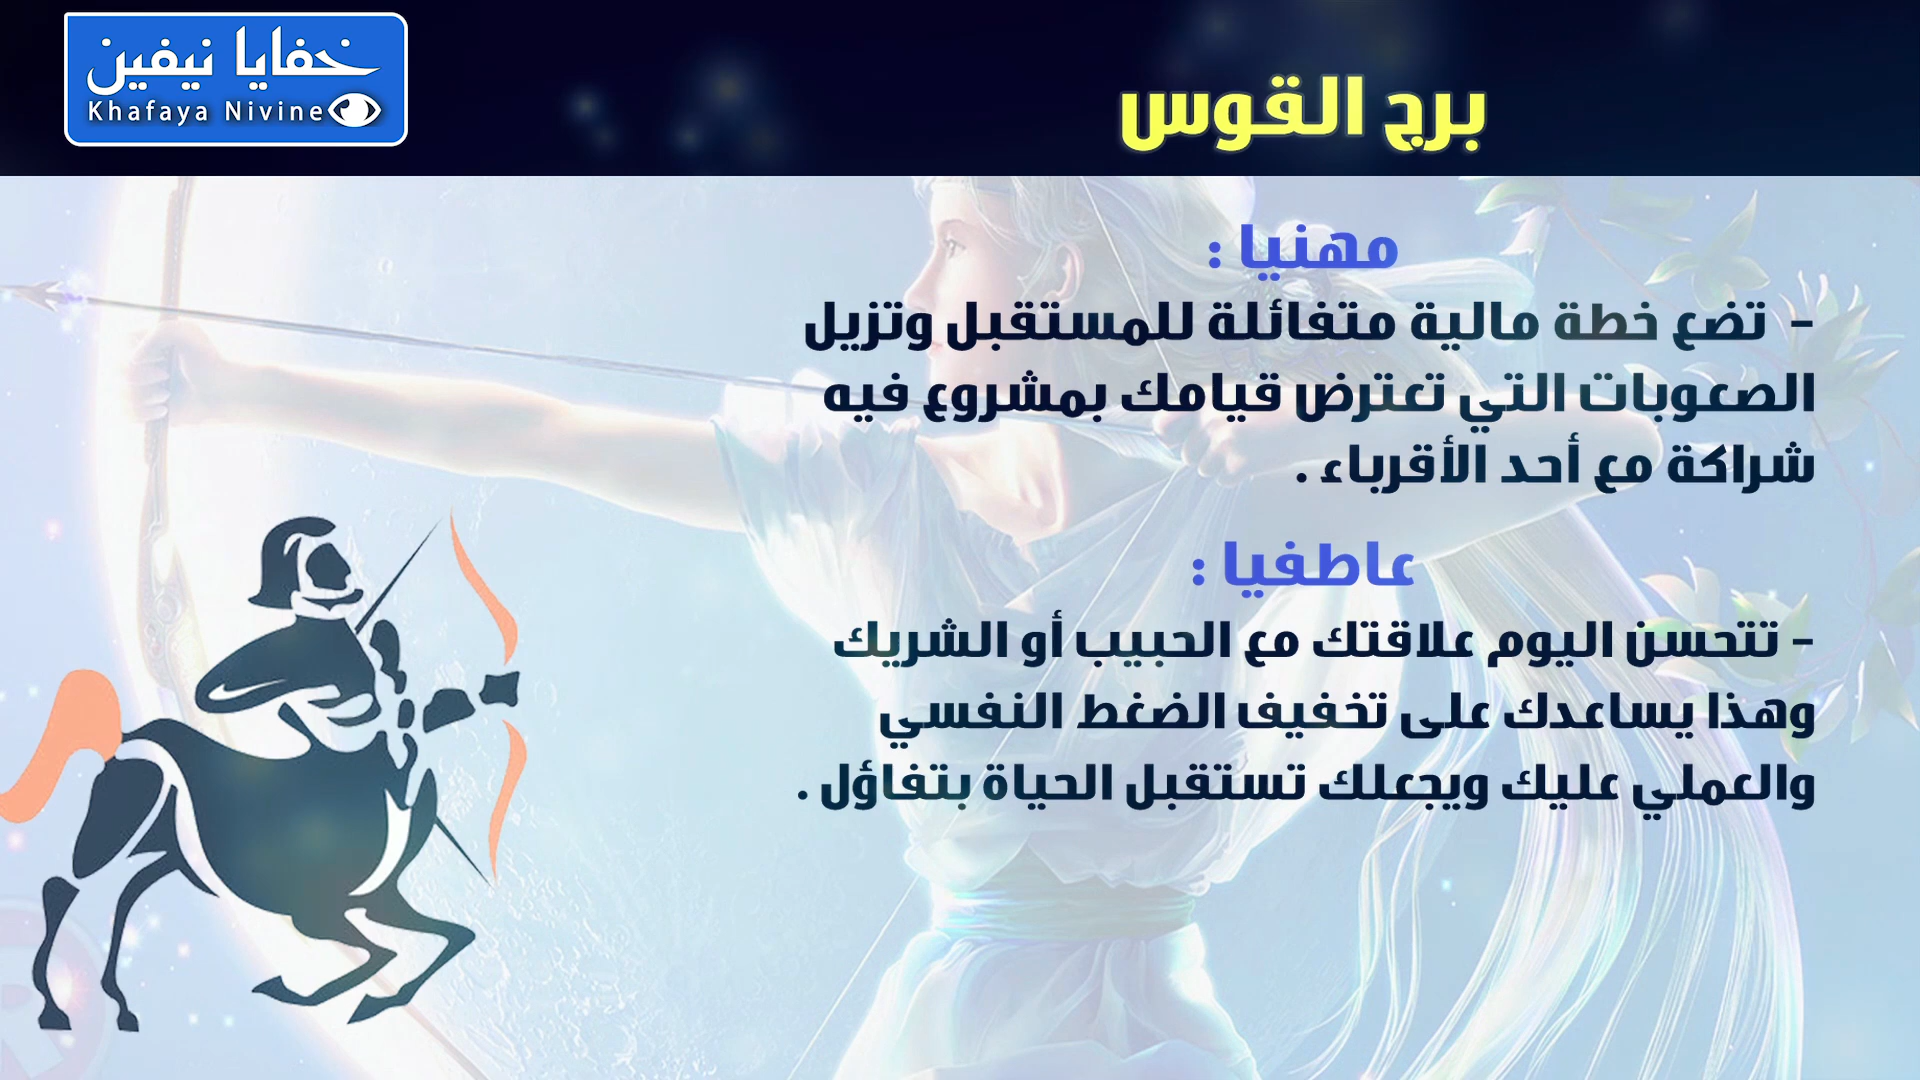 خفايا نيفين
Khafaya Nivine
برج القوس
مهنيا :
- تضع خطة مالية متفائلة للمستقبل وتزيل
الصعوبات التي تعترض قيامك بمشروع فيه
شراكة مع أحد الأقرباء .
عاطفيا :
- تتحسن اليوم علاقتك مع الحبيب أو الشريك
وهذا يساعدك على تخفيف الضغط النفسي
والعملي عليك ويجعلك تستقبل الحياة بتفاؤل .